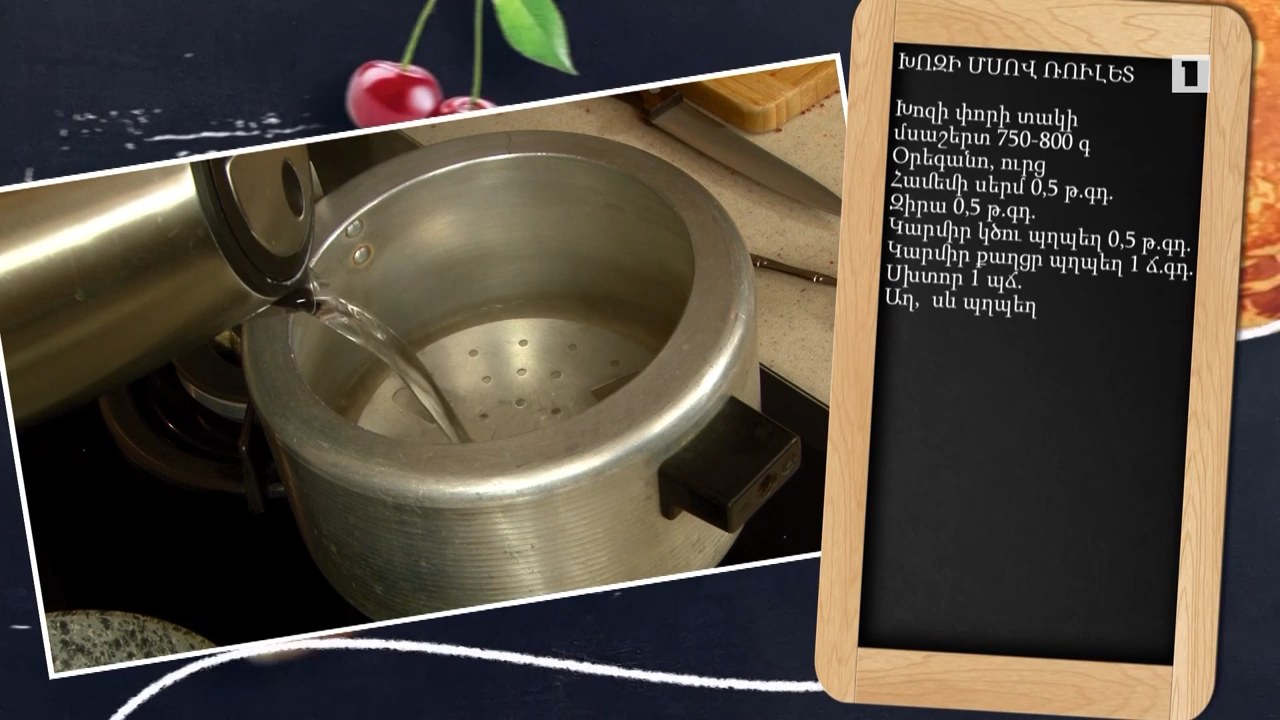 ԽՈԶԻ ՄՍՈՎ ՌՈՒԼԵՏ
1
Խոզի փորի տակի
մսաշերտ 750-800 գ
Օրեգանո, ուրց
Համեմի սերմ 0,5 թ.գդ.
Զիրա 0,5 թ.գդ.
Կարմիր կծու պղպեղ 0,5 թ.գդ.
Կարմիր քաղցր պղպեղ 1 ճ.գդ.
Սխտոր 1 պճ.
Աղ, սև պղպեղ